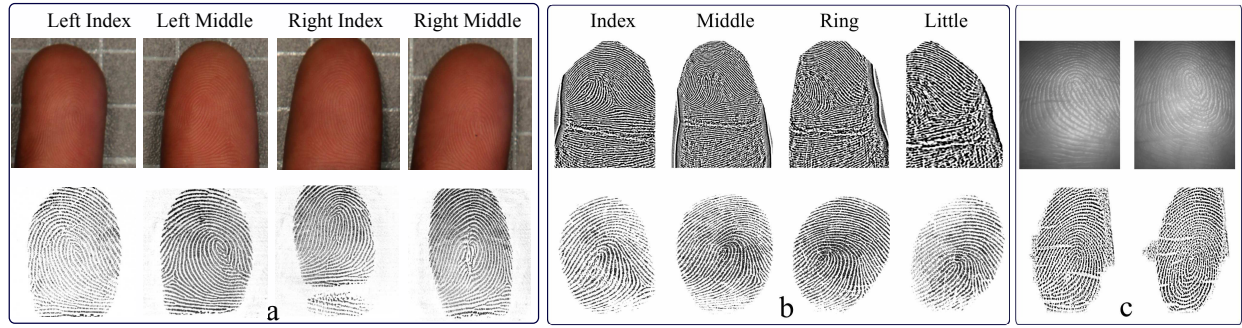 Left Index Left Middle Right Index Right Middle
Index Middle Ring Little
a
b
c